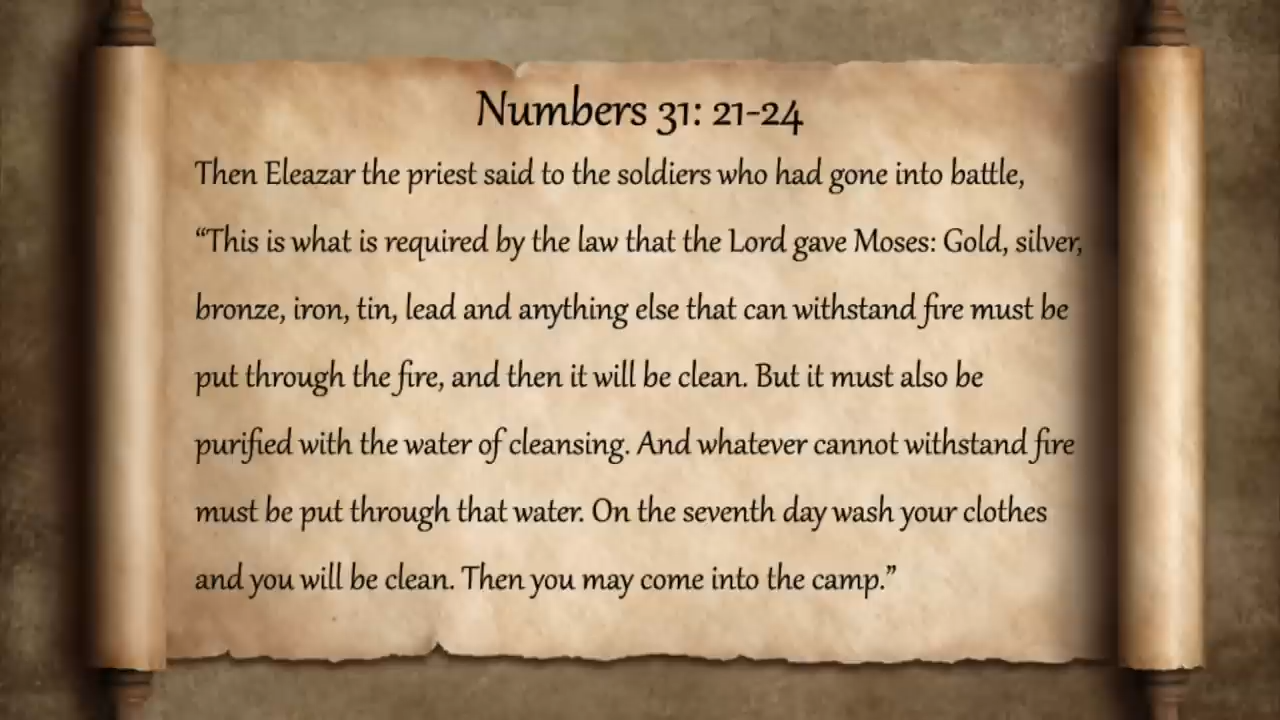 Numbers 31: 21-24
Then Eleazar the priest said to the soldiers who had gone into battle,
“This is what is required by the law that the Lord gave Moses: Gold, silver,
bronze, iron, tin, lead and anything else that can withstand fire must be
put through the fire, and then it will be clean. But it must also be
purified with the water of cleansing. And whatever cannot withstand fire
must be put through that water. On the seventh day wash your clothes
and you will be clean. Then you may come into the camp.”